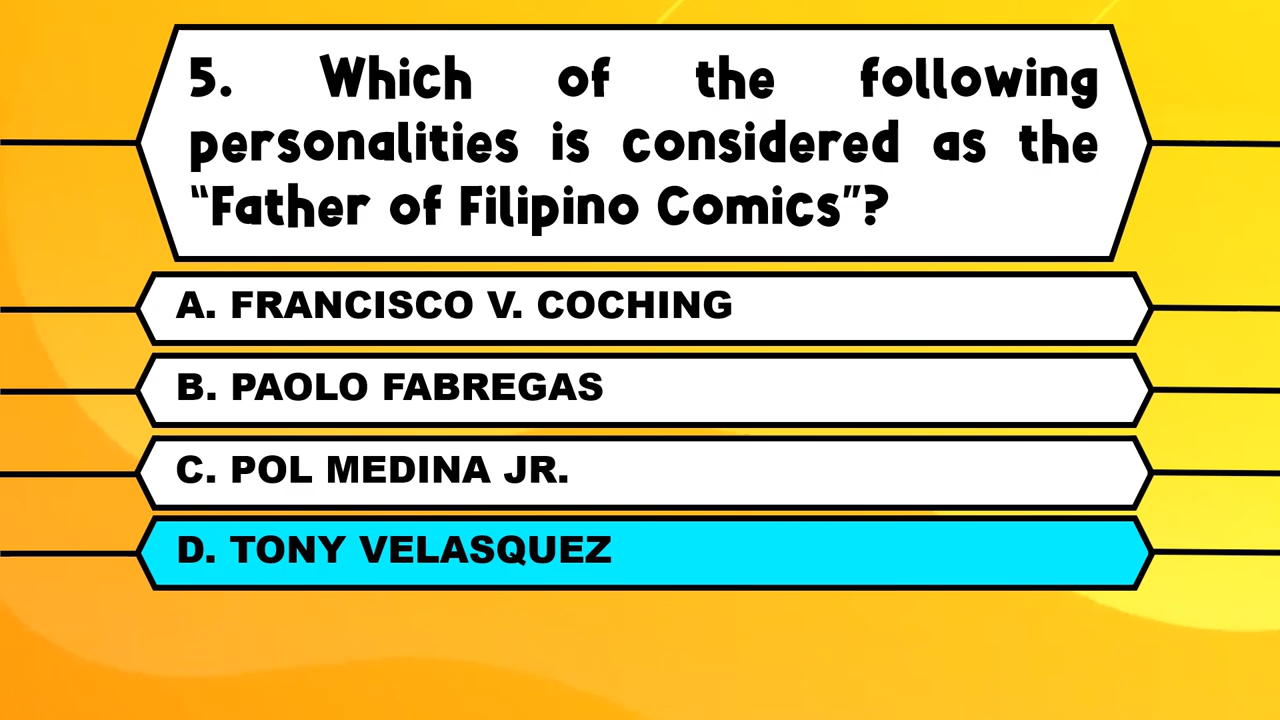 5. Which of the following
personalities is considered as the
“Father of Filipino Comics”?
A. FRANCISCO V. COCHING
B. PAOLO FABREGAS
C. POL MEDINA JR.
D. TONY VELASQUEZ